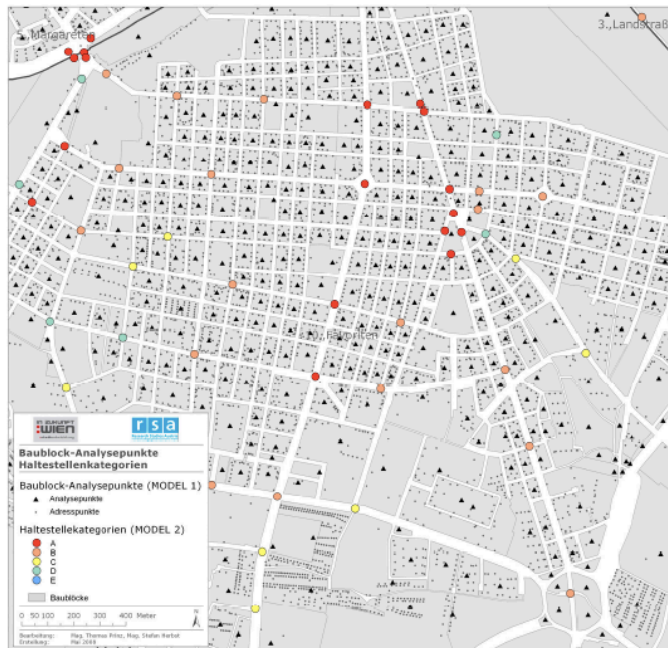 5.,Margareten
3.,Landstraß
10.,Favoriten
IN ZUKUNFT
WIEN
rsa
Baublock-Analysepunkte
Haltestellenkategorien
Baublock-Analysepunkte (MODEL 1)
Analysepunkte
Adresspunkte
Haltestellekategorien (MODEL 2)
A
B
C
D
E
Baublöcke
0 50 100 200 300 400 Meter
N
Bearbeitung: Mag. Thomas Prinz, Mag. Stefan Herbst
Erstellung: Mai 2008